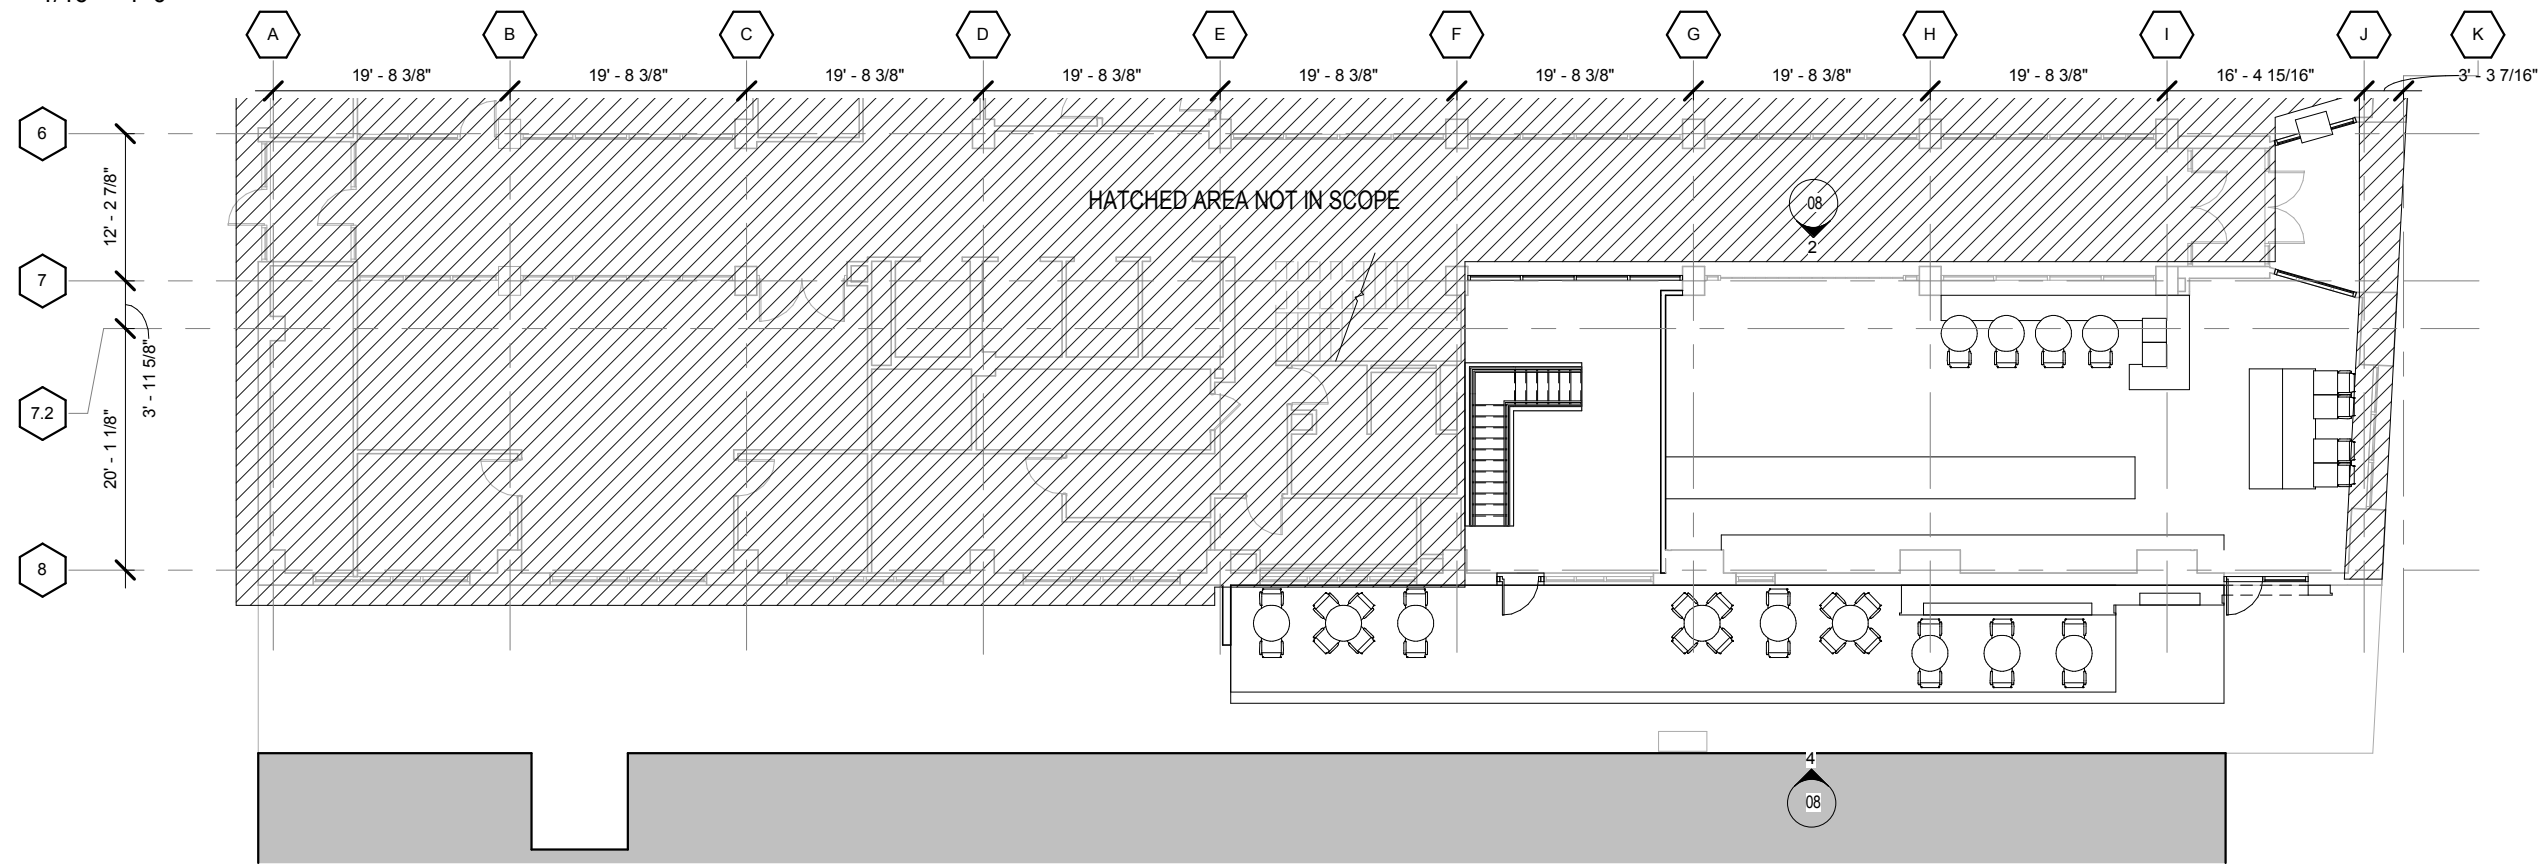 A B C D E F G H I J K
19' - 8 3/8" 19' - 8 3/8" 19' - 8 3/8" 19' - 8 3/8" 19' - 8 3/8" 19' - 8 3/8" 19' - 8 3/8" 19' - 8 3/8" 16' - 4 15/16" 3' - 3 7/16"
6
12' - 2 7/8"
HATCHED AREA NOT IN SCOPE
08
2
7
3' - 11 5/8"
7.2
20' - 1 1/8"
8
4
08